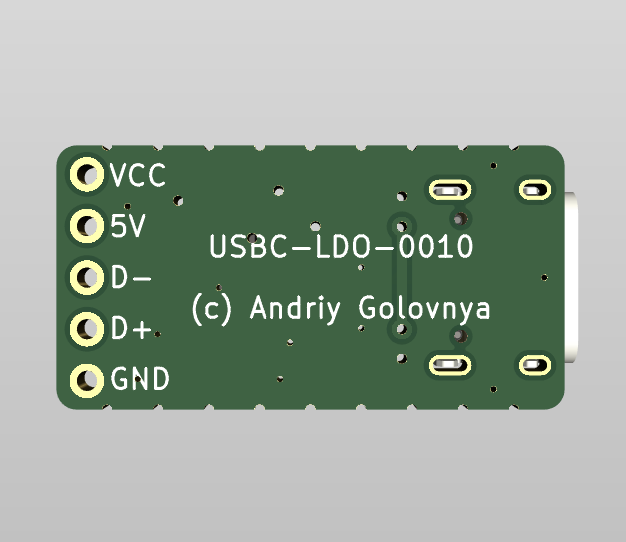 VCC
5V
USBC-LDO-0010
D-
(c) Andriy Golovnya
D+
GND